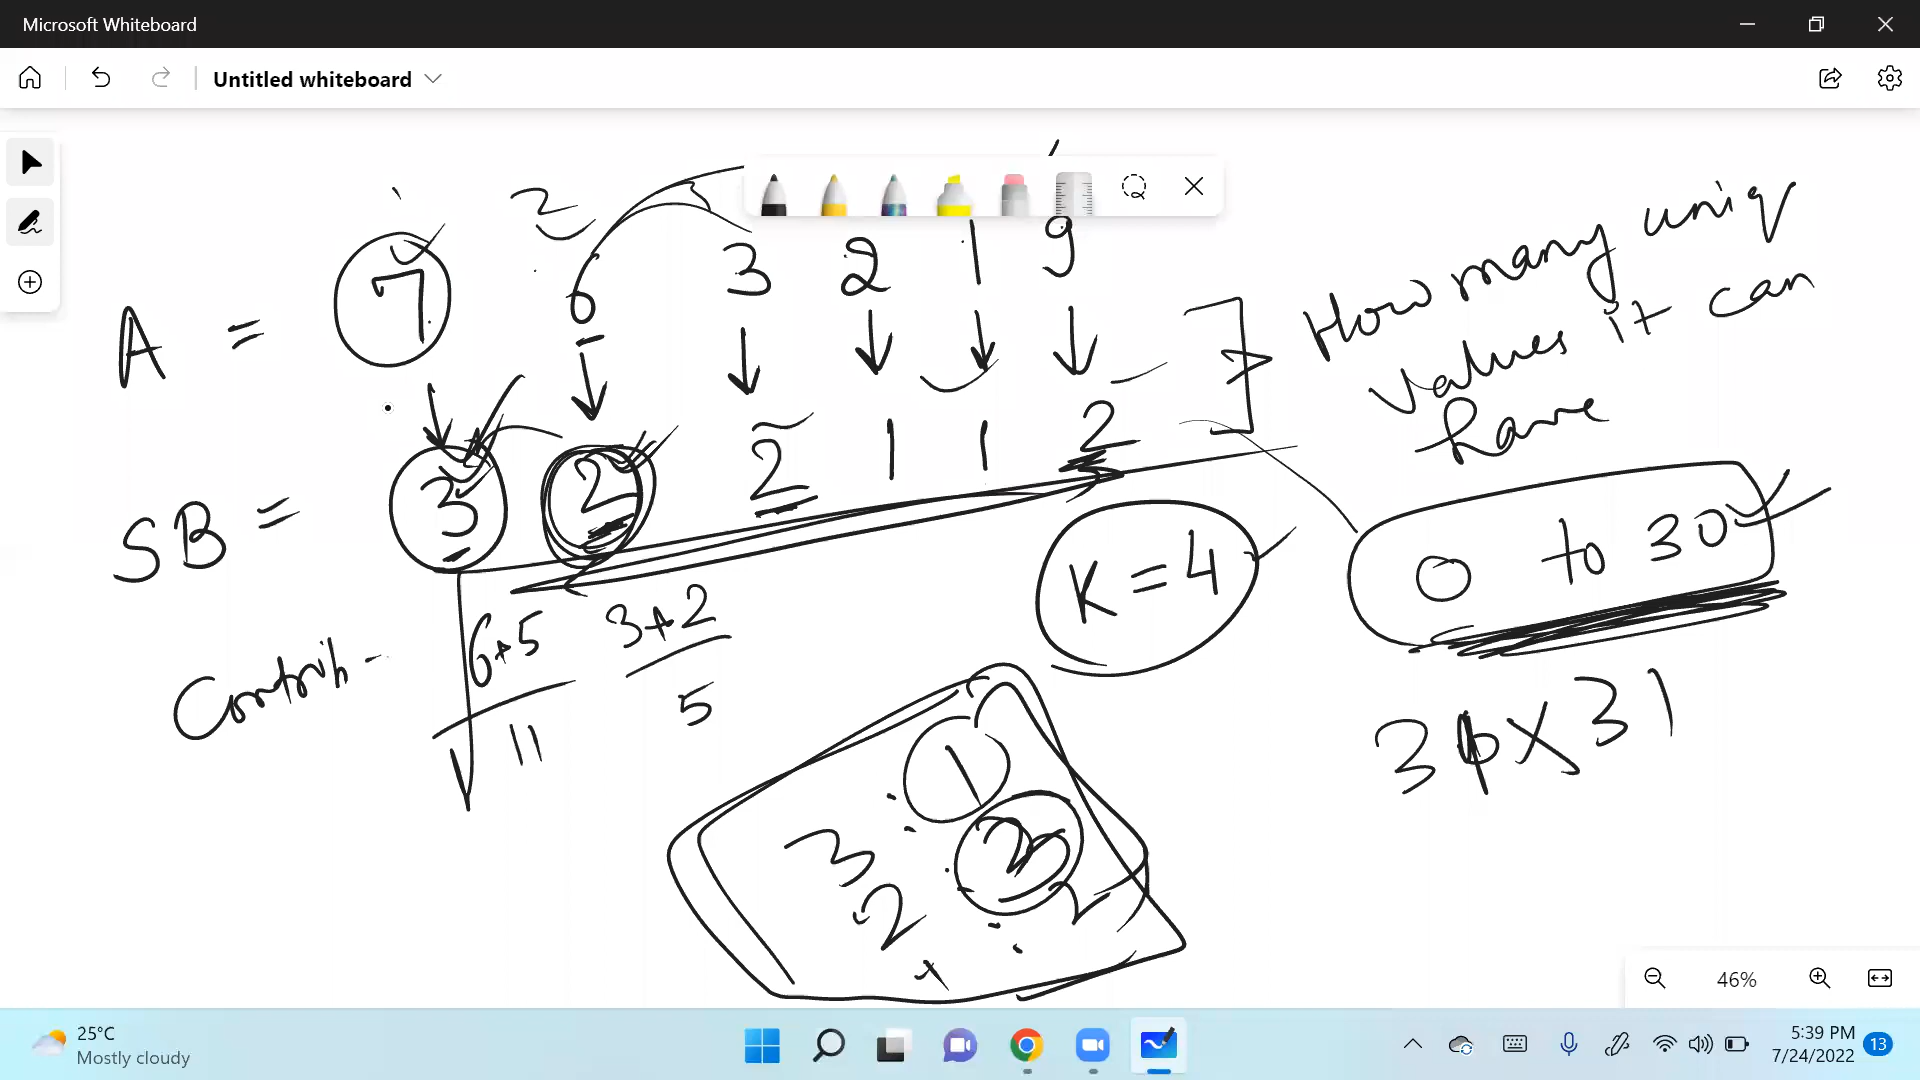 Microsoft Whiteboard
Untitled whiteboard
2
A = 7 3 2 1 9
How many uniq
values it can
have
SB = 3 2 2 1 1 2
K = 4
0 to 30
Contrib - 6+5 3+2
11 5
31 X 31
3 : 1
2 : 2
46%
25°C
Mostly cloudy
5:39 PM
7/24/2022
13